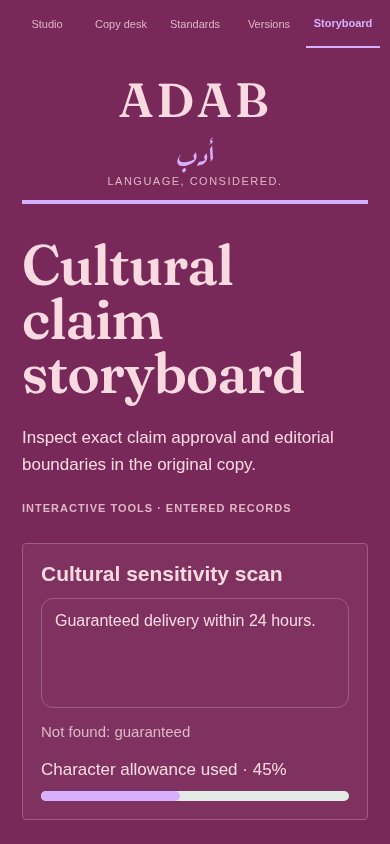 Studio Copy desk Standards Versions Storyboard
ADAB
أدب
LANGUAGE, CONSIDERED.
Cultural
claim
storyboard
Inspect exact claim approval and editorial
boundaries in the original copy.
INTERACTIVE TOOLS · ENTERED RECORDS
Cultural sensitivity scan
Guaranteed delivery within 24 hours.
Not found: guaranteed
Character allowance used · 45%